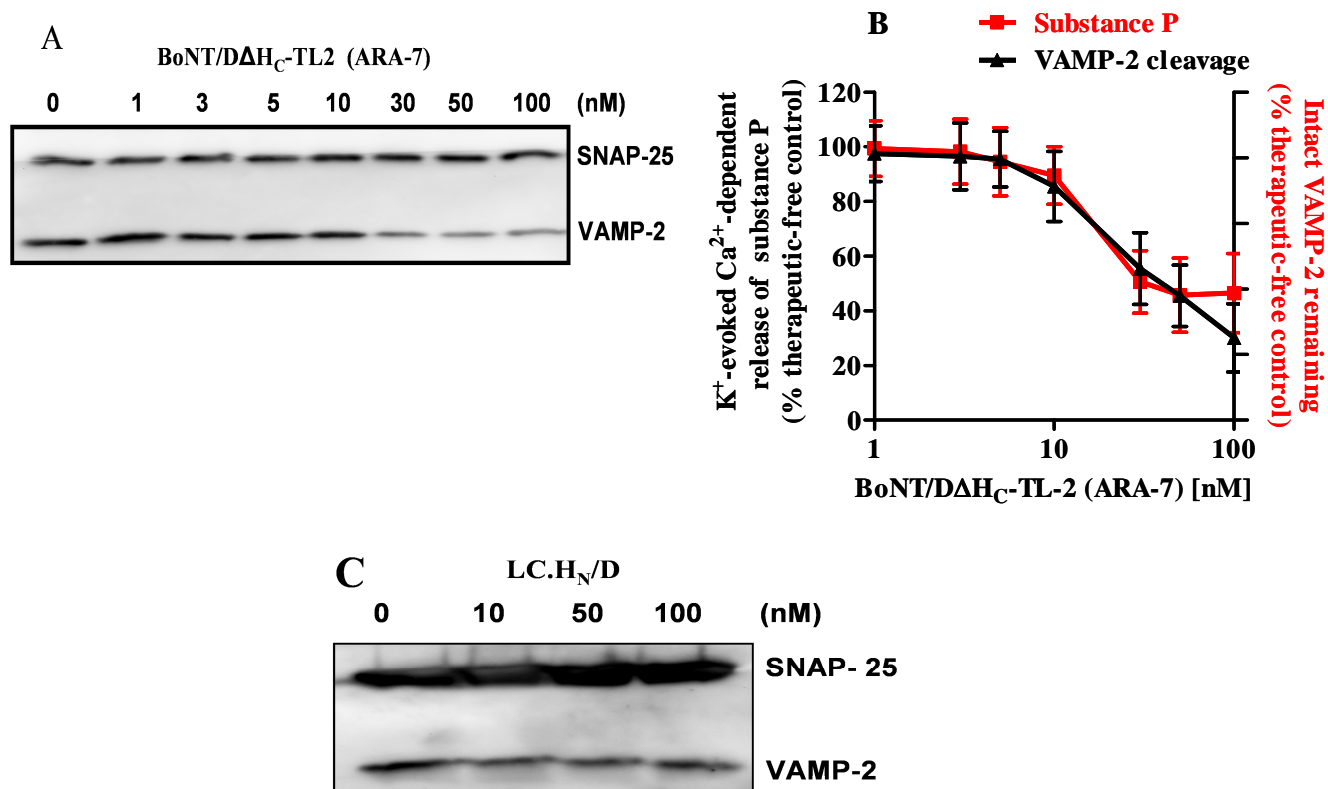 A
BoNT/DΔHC-TL2 (ARA-7)
0 1 3 5 10 30 50 100 (nM)
SNAP-25
VAMP-2
B
Substance P
VAMP-2 cleavage
K+-evoked Ca2+-dependent
release of substance P
(% therapeutic-free control)
120
100
80
60
40
20
0
1 10 100
BoNT/DΔHC-TL-2 (ARA-7) [nM]
Intact VAMP-2 remaining
(% therapeutic-free control)
C
LC.HN/D
0 10 50 100 (nM)
SNAP- 25
VAMP-2